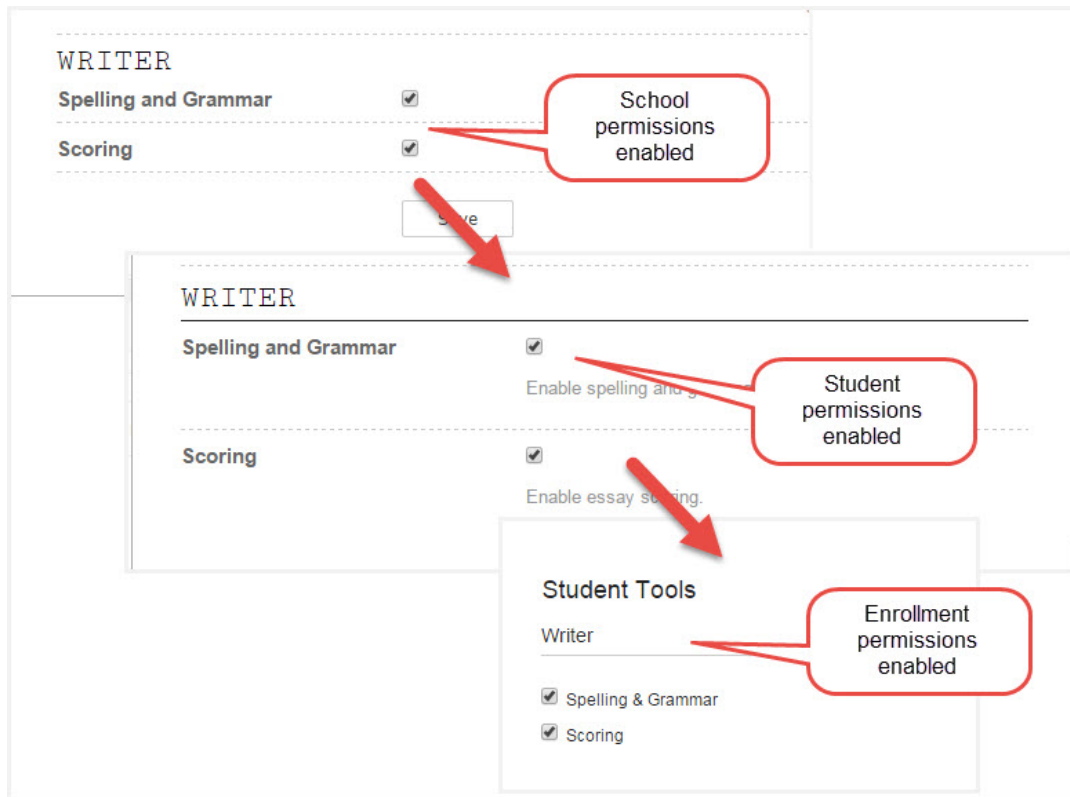 WRITER
Spelling and Grammar
School
permissions
enabled
Scoring
WRITER
Spelling and Grammar
Enable spelling and
Student
permissions
enabled
Scoring
Enable essay scoring.
Student Tools
Writer
Enrollment
permissions
enabled
Spelling & Grammar
Scoring